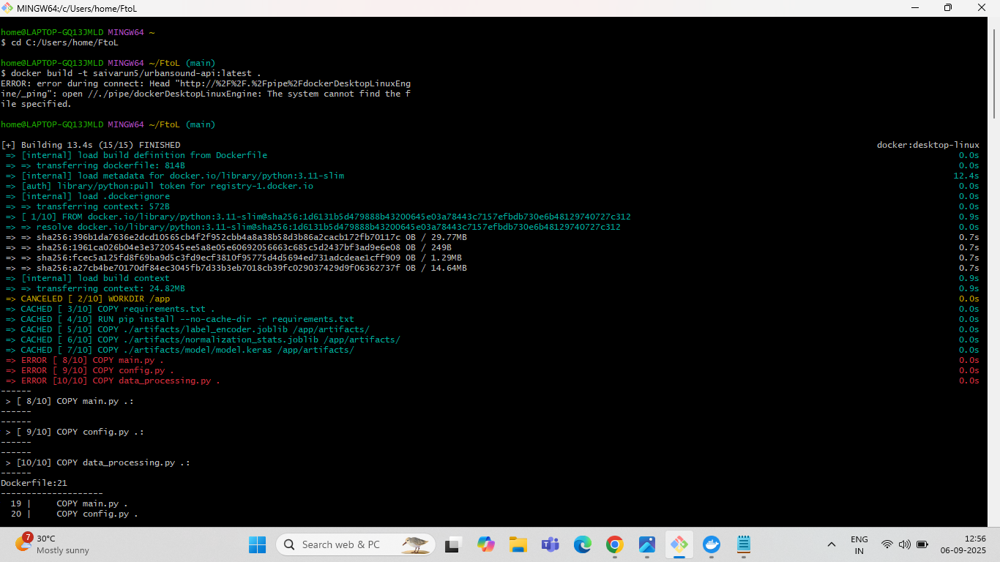 MINGW64:/c/Users/home/FtoL
home@LAPTOP-GQ13JMLD MINGW64 ~
$ cd C:/Users/home/FtoL
home@LAPTOP-GQ13JMLD MINGW64 ~/FtoL (main)
$ docker build -t saivarun5/urbansound-api:latest .
ERROR: error during connect: Head "http://%2F%2F.%2Fpipe%2FdockerDesktopLinuxEng
ine/_ping": open //./pipe/dockerDesktopLinuxEngine: The system cannot find the f
ile specified.
home@LAPTOP-GQ13JMLD MINGW64 ~/FtoL (main)
[+] Building 13.4s (15/15) FINISHED docker:desktop-linux
=> [internal] load build definition from Dockerfile 0.0s
=> => transferring dockerfile: 814B 0.0s
=> [internal] load metadata for docker.io/library/python:3.11-slim 12.4s
=> [auth] library/python:pull token for registry-1.docker.io 0.0s
=> [internal] load .dockerignore 0.0s
=> => transferring context: 572B 0.0s
=> [ 1/10] FROM docker.io/library/python:3.11-slim@sha256:1d6131b5d479888b43200645e03a78443c7157efbdb730e6b48129740727c312 0.9s
=> => resolve docker.io/library/python:3.11-slim@sha256:1d6131b5d479888b43200645e03a78443c7157efbdb730e6b48129740727c312 0.0s
=> => sha256:396b1da7636e2dcd10565cb4f2f952cbb4a8a38b58d3b86a2cacb172fb70117c 0B / 29.77MB 0.7s
=> => sha256:1961ca026b04e3e3720545ee5a8e05e60692056663c685c5d2437bf3ad9e6e08 0B / 249B 0.7s
=> => sha256:fcec5a125fd8f69ba9d5c3fd9ecf3810f95775d4d5694ed731adcdeae1cff909 0B / 1.29MB 0.7s
=> => sha256:a27cb4be70170df84ec3045fb7d33b3eb7018cb39fc029037429d9f06362737f 0B / 14.64MB 0.7s
=> [internal] load build context 0.9s
=> => transferring context: 24.82MB 0.9s
=> CANCELED [ 2/10] WORKDIR /app 0.0s
=> CACHED [ 3/10] COPY requirements.txt . 0.0s
=> CACHED [ 4/10] RUN pip install --no-cache-dir -r requirements.txt 0.0s
=> CACHED [ 5/10] COPY ./artifacts/label_encoder.joblib /app/artifacts/ 0.0s
=> CACHED [ 6/10] COPY ./artifacts/normalization_stats.joblib /app/artifacts/ 0.0s
=> CACHED [ 7/10] COPY ./artifacts/model/model.keras /app/artifacts/ 0.0s
=> ERROR [ 8/10] COPY main.py . 0.0s
=> ERROR [ 9/10] COPY config.py . 0.0s
=> ERROR [10/10] COPY data_processing.py . 0.0s
------
> [ 8/10] COPY main.py .:
------
------
> [ 9/10] COPY config.py .:
------
------
> [10/10] COPY data_processing.py .:
------
Dockerfile:21
--------------------
19 | COPY main.py .
20 | COPY config.py .
7
30°C
Mostly sunny
Search web & PC
ENG
IN
12:56
06-09-2025